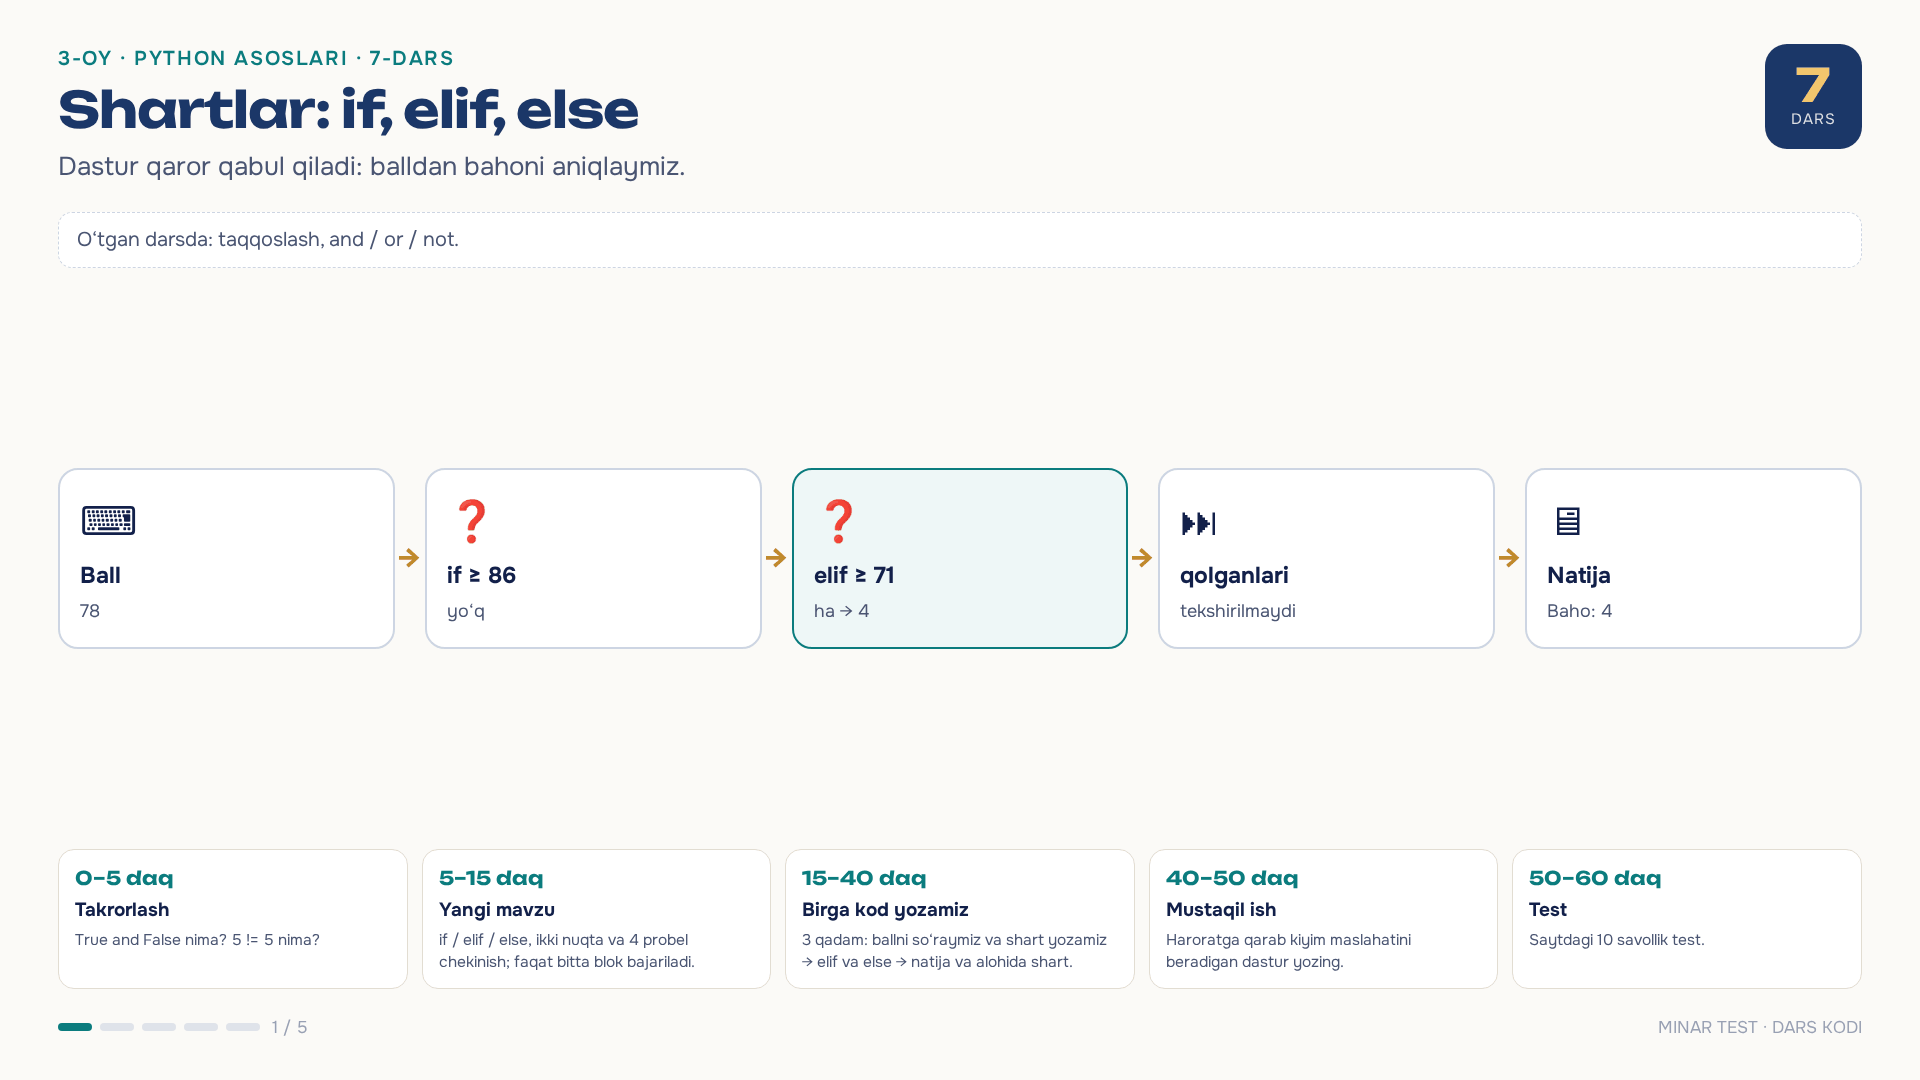 3-OY · PYTHON ASOSLARI · 7-DARS
Shartlar: if, elif, else
Dastur qaror qabul qiladi: balldan bahoni aniqlaymiz.
7
DARS
O‘tgan darsda: taqqoslash, and / or / not.
Ball
78
→
if ≥ 86
yo‘q
→
elif ≥ 71
ha → 4
→
qolganlari
tekshirilmaydi
→
Natija
Baho: 4
0–5 daq
Takrorlash
True and False nima? 5 != 5 nima?
5–15 daq
Yangi mavzu
if / elif / else, ikki nuqta va 4 probel
chekinish; faqat bitta blok bajariladi.
15–40 daq
Birga kod yozamiz
3 qadam: ballni so‘raymiz va shart yozamiz
→ elif va else → natija va alohida shart.
40–50 daq
Mustaqil ish
Haroratga qarab kiyim maslahatini
beradigan dastur yozing.
50–60 daq
Test
Saytdagi 10 savollik test.
1 / 5
MINAR TEST · DARS KODI